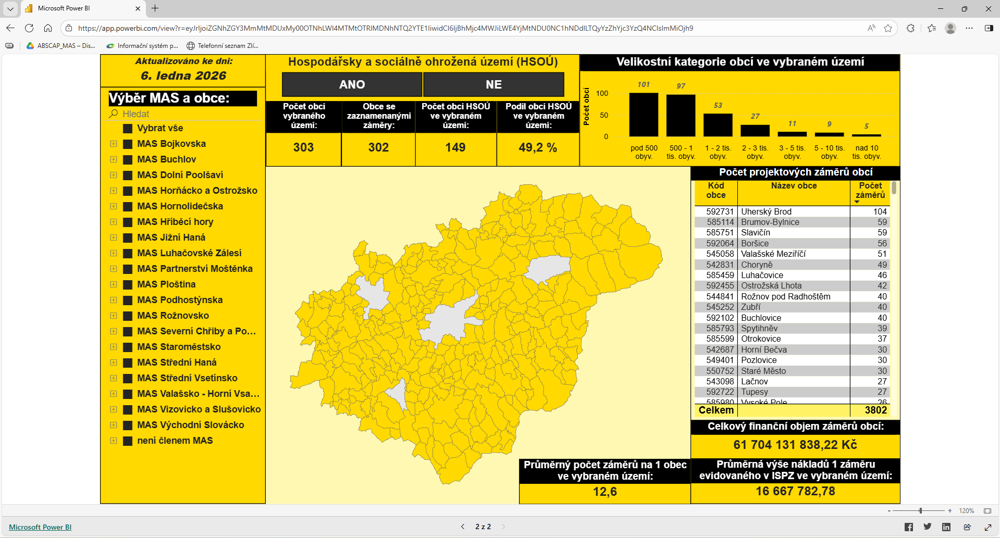 Microsoft Power BI
https://app.powerbi.com/view?r=eyJrIjoiZGNhZGY3MmMtMDUxMy00OTNhLWI4MTMtOTRlMDNhNTQ2YTE1IiwidCI6IjBhMjc4MWJiLWE4YjMtNDU0NC1hNDdlLTQyYzZhYjc3YzQ4NCIsImMiOjh9
ABSCAP_MAS – Dis...
Informační systém p...
Telefonní seznam Zlí...
Aktualizováno ke dni:
6. ledna 2026
Výběr MAS a obce:
Hledat
Vybrat vše
MAS Bojkovska
MAS Buchlov
MAS Dolní Poolšaví
MAS Horňácko a Ostrožsko
MAS Hornolidečska
MAS Hříběcí hory
MAS Jižní Haná
MAS Luhačovské Zálesí
MAS Partnerství Moštěnka
MAS Ploština
MAS Podhostýnska
MAS Rožnovsko
MAS Severní Chřiby a Po...
MAS Staroměstsko
MAS Střední Haná
MAS Střední Vsetínsko
MAS Valašsko - Horní Vsa...
MAS Vizovicko a Slušovicko
MAS Východní Slovácko
není členem MAS
Hospodářsky a sociálně ohrožená území (HSOÚ)
ANO
NE
Počet obcí
vybraného
území:
303
Obce se
zaznamenanými
záměry:
302
Počet obcí HSOÚ
ve vybraném
území:
149
Podíl obcí HSOÚ
ve vybraném
území:
49,2 %
Velikostní kategorie obcí ve vybraném území
Počet obcí
100
50
0
101
97
53
27
11
9
5
pod 500
obyv.
500 - 1
tis. obyv.
1 - 2 tis.
obyv.
2 - 3 tis.
obyv.
3 - 5 tis.
obyv.
5 - 10 tis.
obyv.
nad 10
tis. obyv.
Počet projektových záměrů obcí
Kód
obce
Název obce
Počet
záměrů
592731 Uherský Brod 104
585114 Brumov-Bylnice 59
585751 Slavičín 59
592064 Boršice 56
545058 Valašské Meziříčí 51
542831 Choryně 49
585459 Luhačovice 46
592455 Ostrožská Lhota 42
544841 Rožnov pod Radhoštěm 40
545252 Zubří 40
592102 Buchlovice 40
585793 Spytihněv 39
585599 Otrokovice 37
542687 Horní Bečva 30
549401 Pozlovice 30
550752 Staré Město 30
543098 Lačnov 27
592722 Tupesy 27
585980 Vysoké Pole 26
Celkem 3802
Celkový finanční objem záměrů obcí:
61 704 131 838,22 Kč
Průměrný počet záměrů na 1 obec
ve vybraném území:
12,6
Průměrná výše nákladů 1 záměru
evidovaného v ISPZ ve vybraném území:
16 667 782,78
- + 120%
Microsoft Power BI
2 z 2